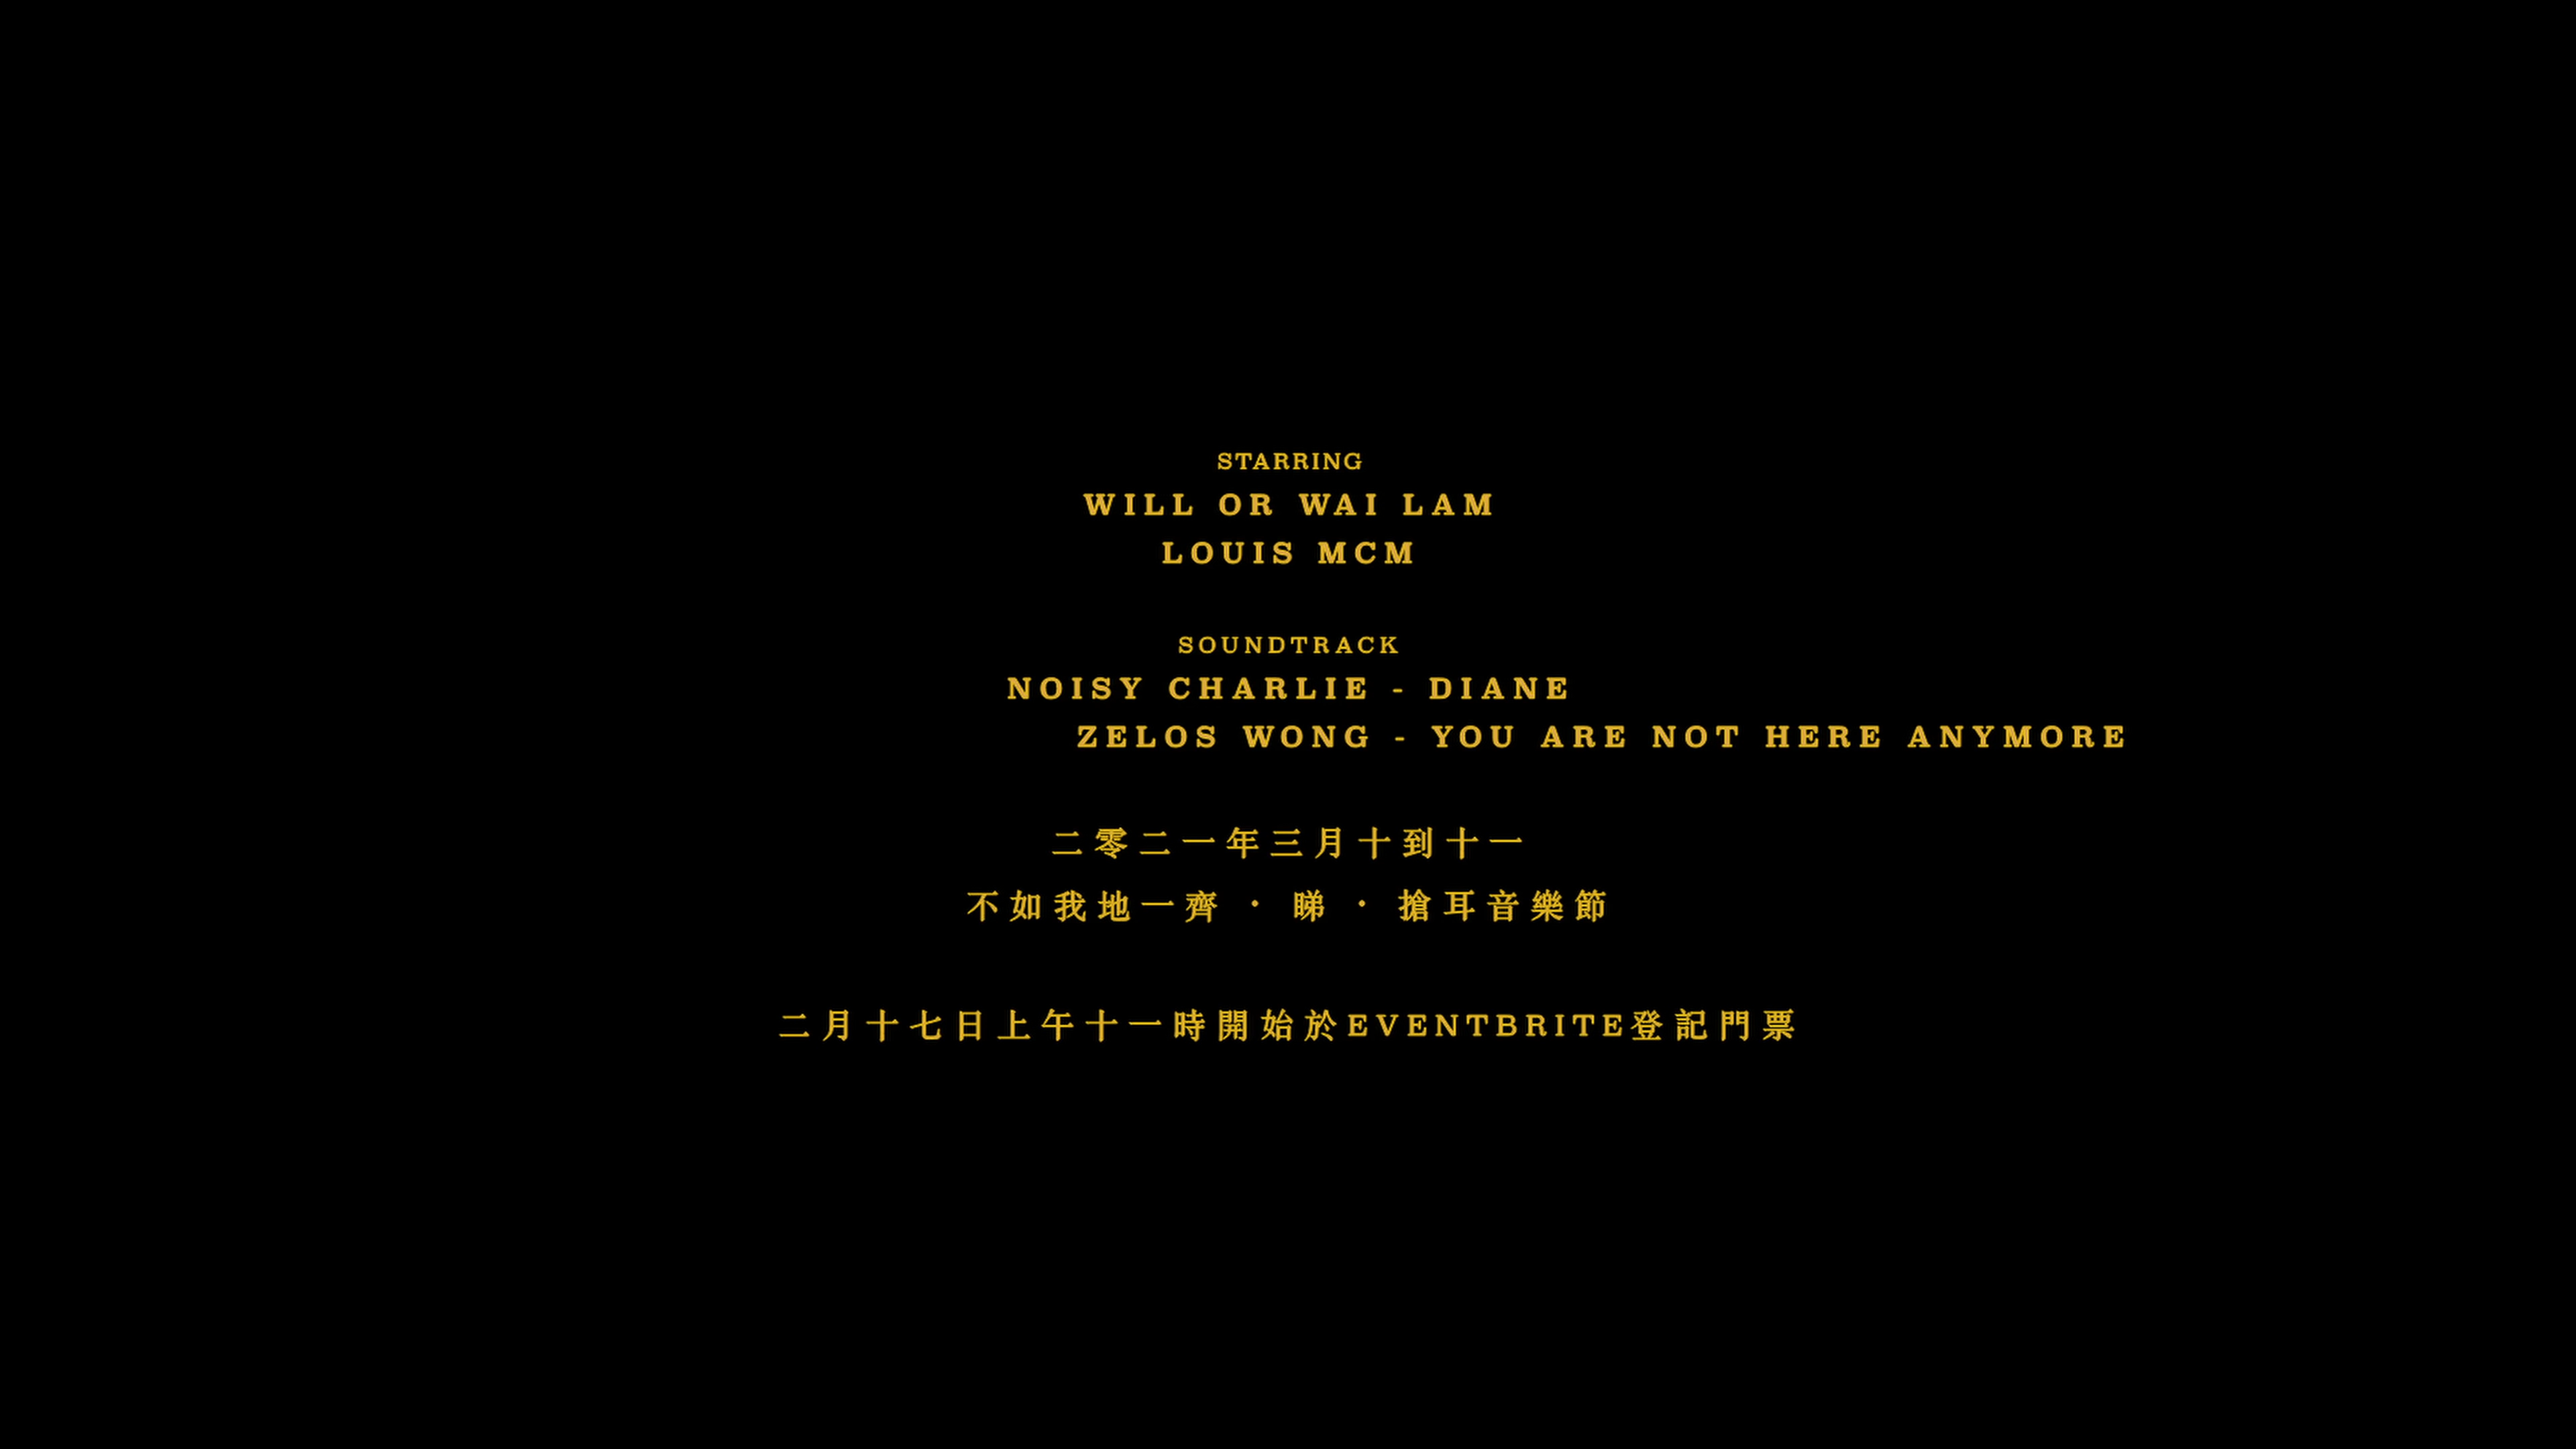 STARRING
WILL OR WAI LAM
LOUIS MCM
SOUNDTRACK
NOISY CHARLIE - DIANE
ZELOS WONG - YOU ARE NOT HERE ANYMORE
二零二一年三月十到十一
不如我地一齊 · 睇 · 搶耳音樂節
二月十七日上午十一時開始於EVENTBRITE登記門票